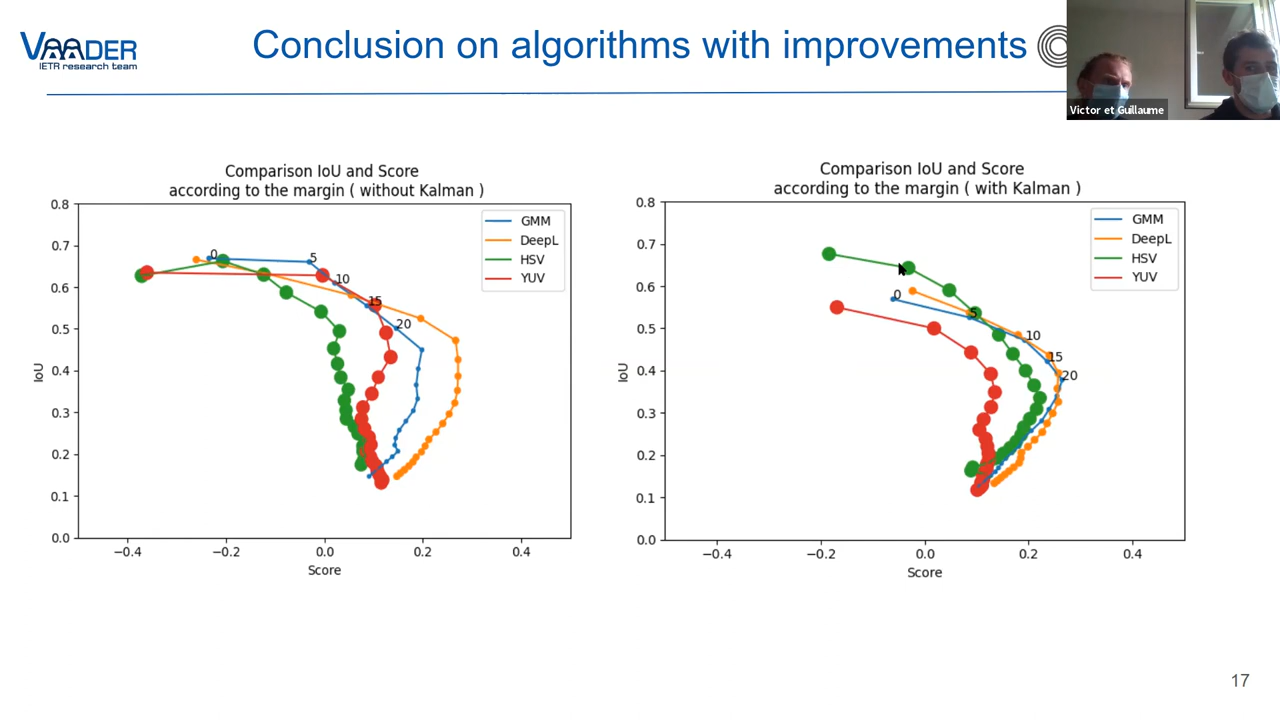 VAADER
IETR research team
Conclusion on algorithms with improvements
Victor et Guillaume
Comparison IoU and Score
according to the margin ( without Kalman )
0.8
0.7
0.6
0.5
0.4
0.3
0.2
0.1
0.0
IoU
−0.4
−0.2
0.0
0.2
0.4
Score
GMM
DeepL
HSV
YUV
0
5
10
15
20
Comparison IoU and Score
according to the margin ( with Kalman )
0.8
0.7
0.6
0.5
0.4
0.3
0.2
0.1
0.0
IoU
−0.4
−0.2
0.0
0.2
0.4
Score
GMM
DeepL
HSV
YUV
0
5
10
15
20
17